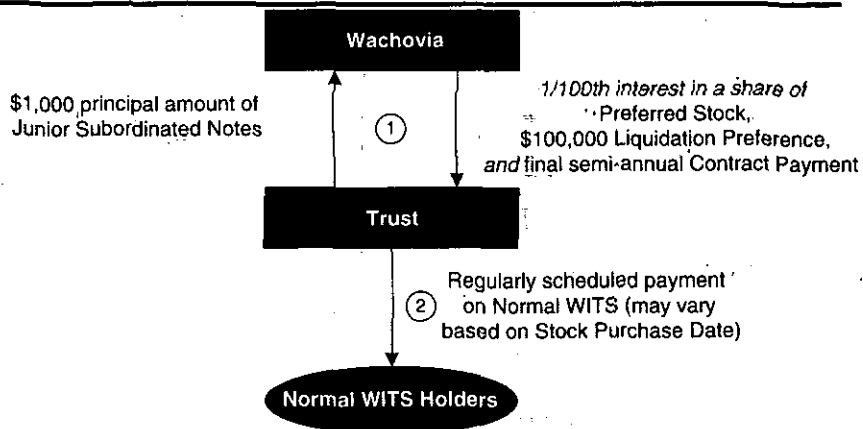 Wachovia
$1,000 principal amount of
Junior Subordinated Notes
1
1/100th interest in a share of
Preferred Stock,
$100,000 Liquidation Preference,
and final semi-annual Contract Payment
Trust
2
Regularly scheduled payment
on Normal WITS (may vary
based on Stock Purchase Date)
Normal WITS Holders